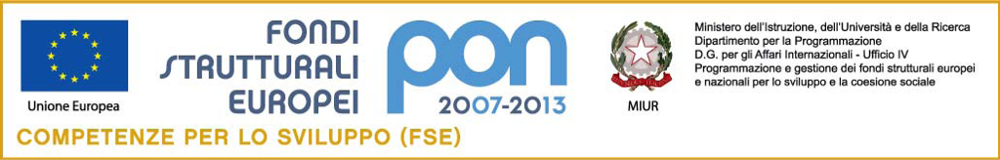 Unione Europea
FONDI
STRUTTURALI
EUROPEI
pon
2007-2013
MIUR
Ministero dell'Istruzione, dell'Università e della Ricerca
Dipartimento per la Programmazione
D.G. per gli Affari Internazionali - Ufficio IV
Programmazione e gestione dei fondi strutturali europei
e nazionali per lo sviluppo e la coesione sociale
COMPETENZE PER LO SVILUPPO (FSE)